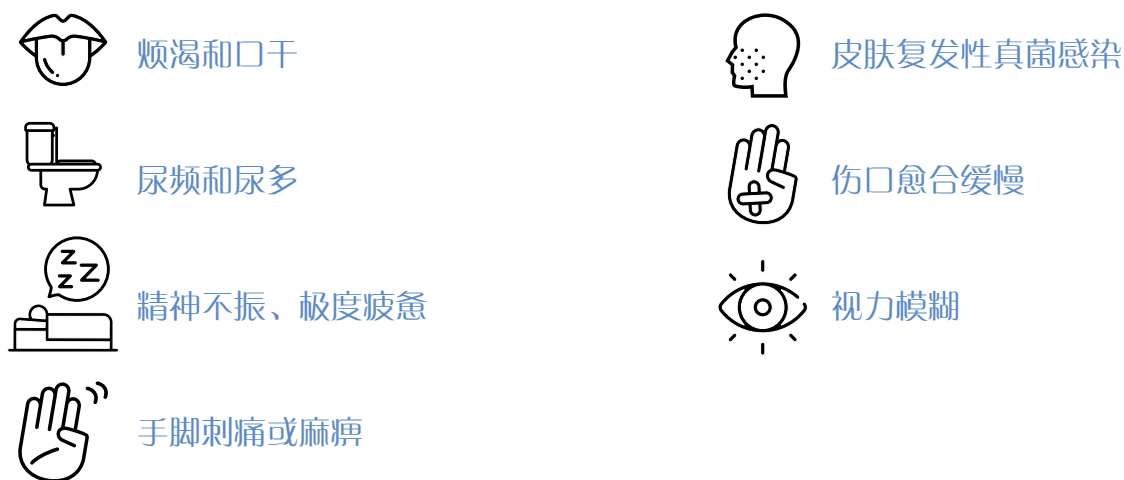 烦渴和口干
尿频和尿多
精神不振、极度疲惫
手脚刺痛或麻痹
皮肤复发性真菌感染
伤口愈合缓慢
视力模糊